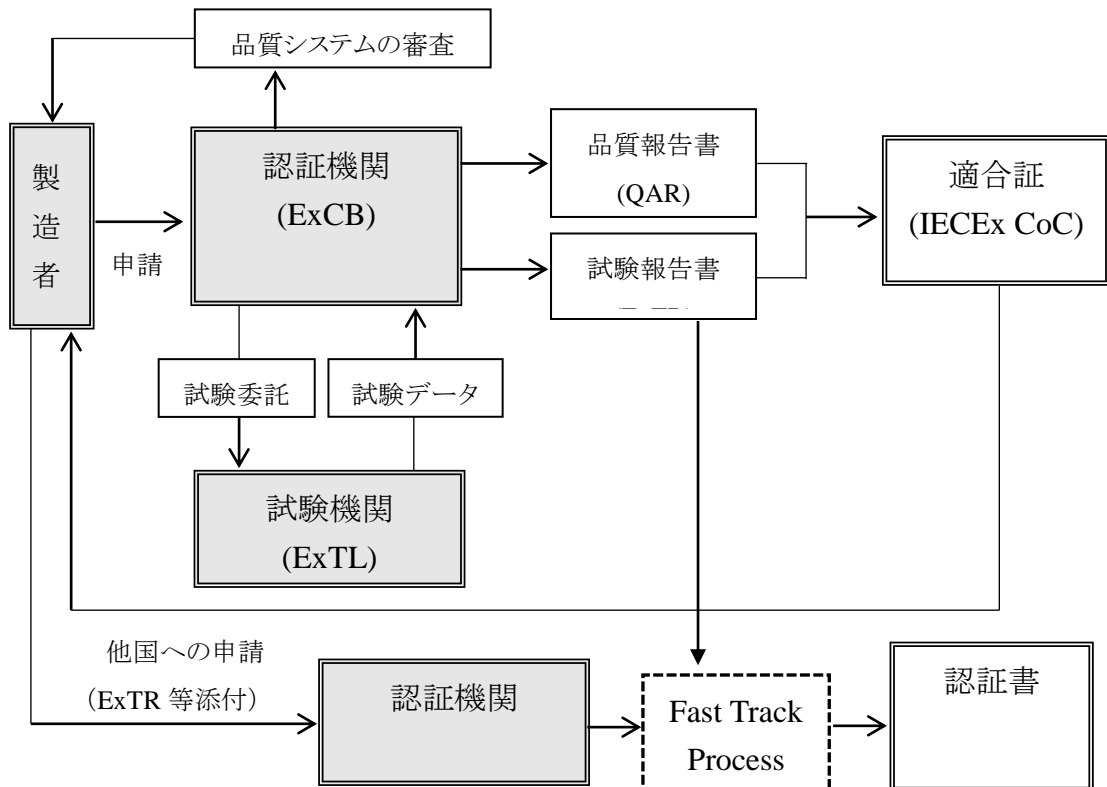 品質システムの審査
製
造
者
申請
認証機関
(ExCB)
品質報告書
(QAR)
試験報告書
適合証
(IECEx CoC)
試験委託
試験データ
試験機関
(ExTL)
他国への申請
(ExTR 等添付)
認証機関
Fast Track
Process
認証書